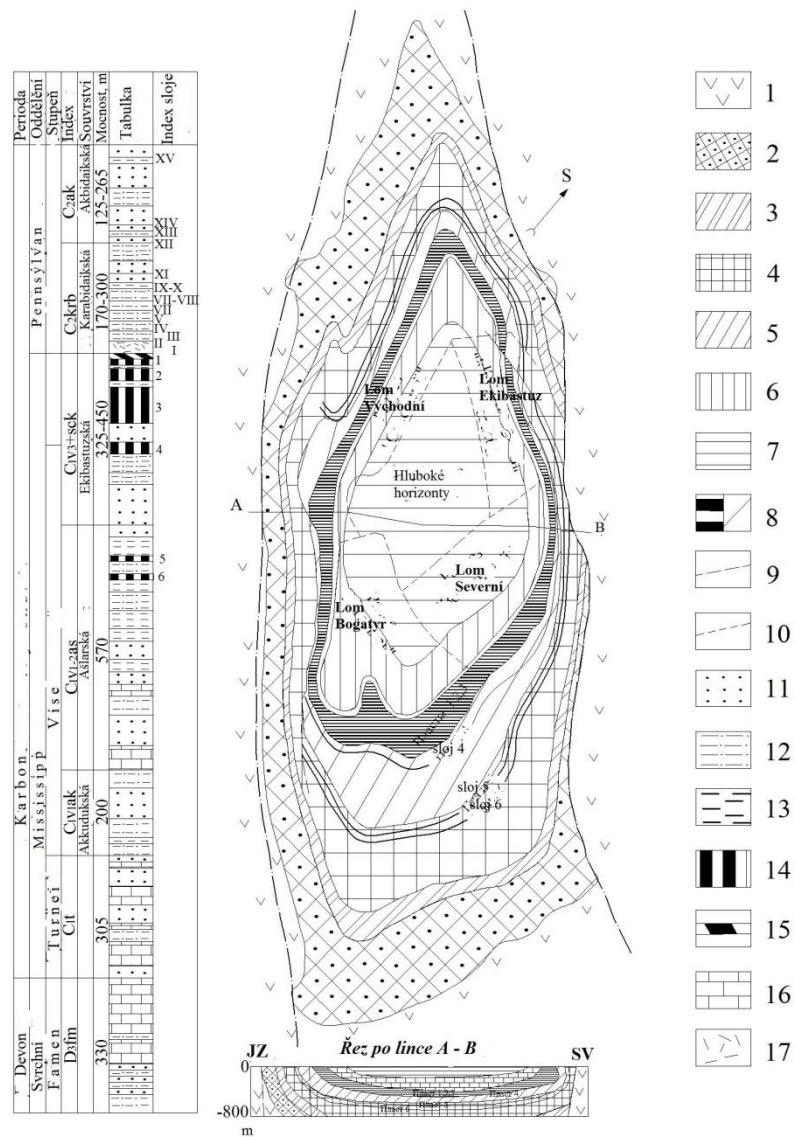 Perioda
Oddělní
Stupeň
Index
Souvrství
Mocnost, m
Tabulka
Index sloje
Karbon
Pennsylvan
C2ak
Akbidaikská
125-265
XV
XIV
XIII
C2krb
Karabidaikská
170-300
XII
XI
IX-X
VII-VIII
VII
V
IV
III
II
I
Mississipp
Vise
C1V3+sck
Ekibastuzská
325-450
1
2
3
4
C1V1-2as
Ašlarská
570
5
6
C1V1ak
Akkudukská
200
Turnei
C1t
305
Devon
Svrchní
Famen
D3fm
330
S
Lom
Východní
Lom
Ekibastuz
Hluboké
horizonty
A
B
Lom
Severní
Lom
Bogatyr
sloj 4
sloj 5
sloj 6
JZ
Řez po lince A - B
SV
0
-800
m
1
2
3
4
5
6
7
8
9
10
11
12
13
14
15
16
17